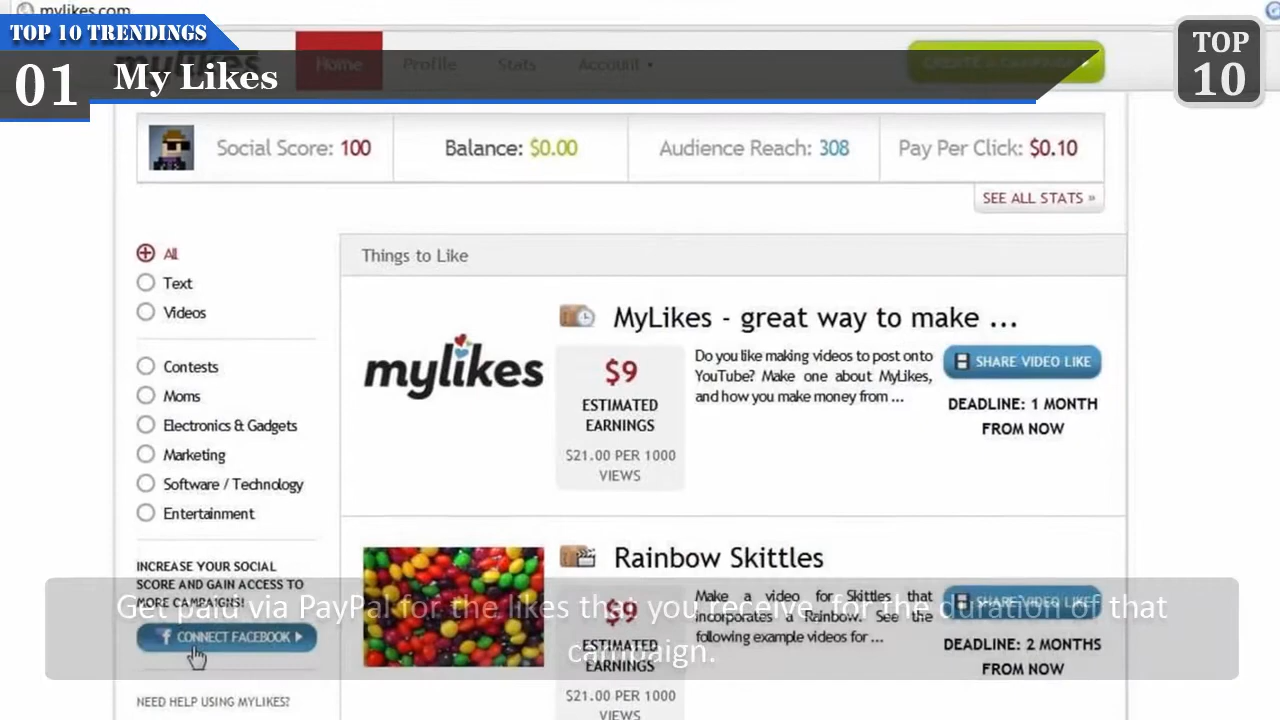 mylikes.com
TOP 10 TRENDINGS
01 My Likes
TOP
10
mylikes
Home Profile Stats Account
CREATE A CAMPAIGN
Social Score: 100 Balance: $0.00 Audience Reach: 308 Pay Per Click: $0.10
SEE ALL STATS »
All
Text
Videos
Contests
Moms
Electronics & Gadgets
Marketing
Software / Technology
Entertainment
INCREASE YOUR SOCIAL
SCORE AND GAIN ACCESS TO
MORE CAMPAIGNS!
f CONNECT FACEBOOK
NEED HELP USING MYLIKES?
Things to Like
mylikes
MyLikes - great way to make ...
$9
ESTIMATED
EARNINGS
$21.00 PER 1000
VIEWS
Do you like making videos to post onto
YouTube? Make one about MyLikes,
and how you make money from ...
SHARE VIDEO LIKE
DEADLINE: 1 MONTH
FROM NOW
Rainbow Skittles
$9
ESTIMATED
EARNINGS
$21.00 PER 1000
VIEWS
Make a video for Skittles that
incorporates a Rainbow. See the
following example videos for ...
SHARE VIDEO LIKE
DEADLINE: 2 MONTHS
FROM NOW
Get paid via PayPal for the likes that you receive, for the duration of that
campaign.